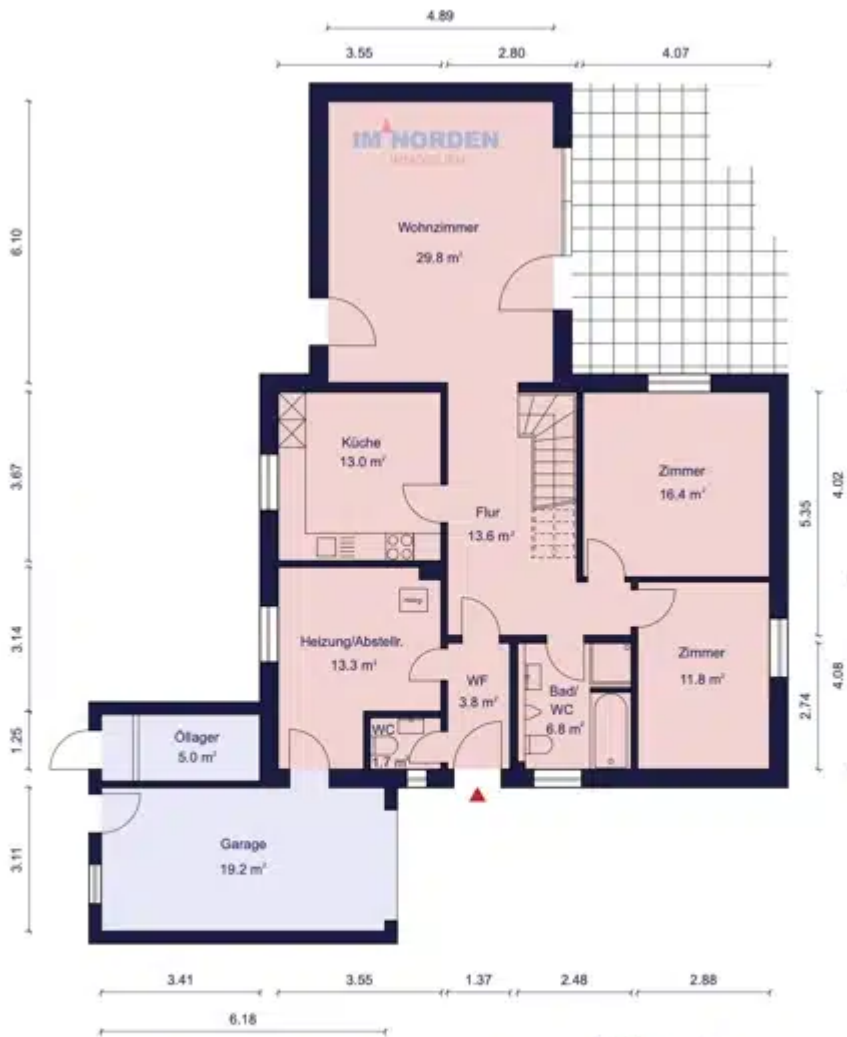 4.89
3.55 2.80 4.07
IM NORDEN
IMMOBILIEN
6.10
Wohnzimmer
29.8 m²
3.67
Küche
13.0 m²
Flur
13.6 m²
Zimmer
16.4 m²
5.35
4.02
3.14
Heizung/Abstellr.
13.3 m²
WF
3.8 m²
Bad/
WC
6.8 m²
Zimmer
11.8 m²
2.74
4.08
1.25
Öllager
5.0 m²
WC
1.7 m²
3.11
Garage
19.2 m²
3.41 3.55 1.37 2.48 2.88
6.18